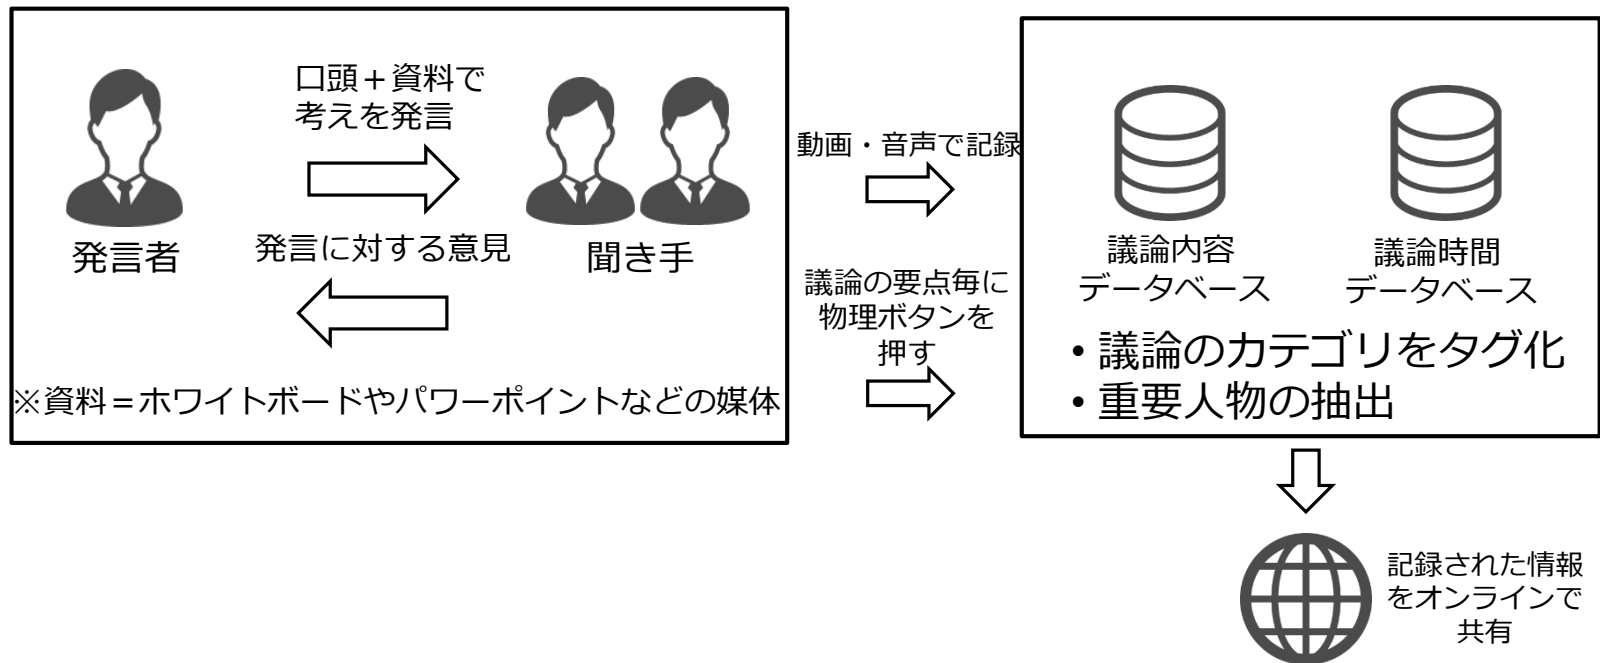 口頭＋資料で
考えを発言
発言者
発言に対する意見
聞き手
※資料＝ホワイトボードやパワーポイントなどの媒体
動画・音声で記録
議論の要点毎に
物理ボタンを
押す
議論内容
データベース
議論時間
データベース
・議論のカテゴリをタグ化
・重要人物の抽出
記録された情報
をオンラインで
共有